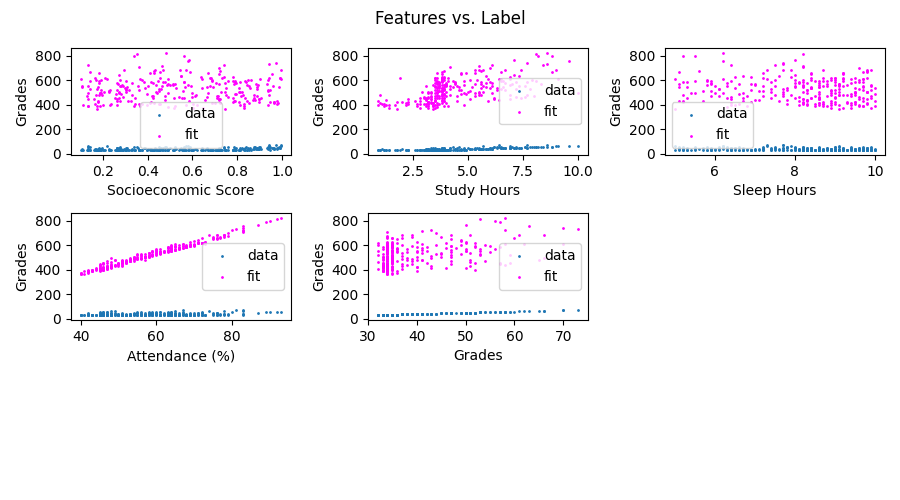 Features vs. Label
800
600
400
200
0
Grades
data
fit
0.2 0.4 0.6 0.8 1.0
Socioeconomic Score
800
600
400
200
0
Grades
data
fit
2.5 5.0 7.5 10.0
Study Hours
800
600
400
200
0
Grades
data
fit
6 8 10
Sleep Hours
800
600
400
200
0
Grades
data
fit
40 60 80
Attendance (%)
800
600
400
200
0
Grades
data
fit
30 40 50 60 70
Grades